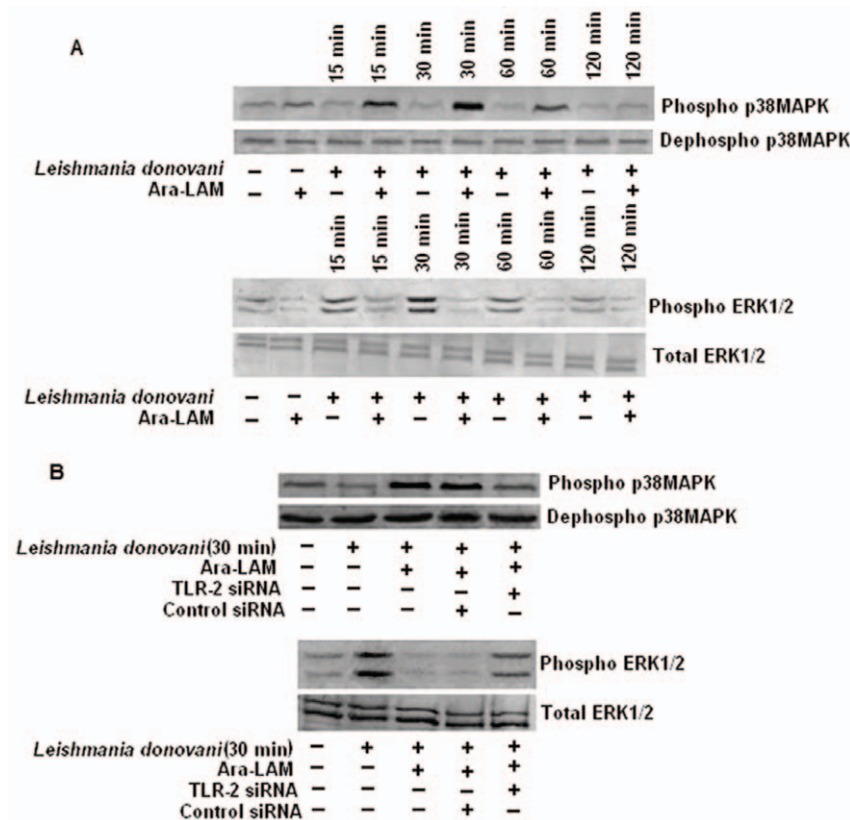 A
15 min 15 min 30 min 30 min 60 min 60 min 120 min 120 min
Phospho p38MAPK
Dephospho p38MAPK
Leishmania donovani – – + + + + + + + +
Ara-LAM – + – + – + – + – +
15 min 15 min 30 min 30 min 60 min 60 min 120 min 120 min
Phospho ERK1/2
Total ERK1/2
Leishmania donovani – – + + + + + + + +
Ara-LAM – + – + – + – + – +
B
Phospho p38MAPK
Dephospho p38MAPK
Leishmania donovani(30 min) – + + + +
Ara-LAM – – + + +
TLR-2 siRNA – – – – +
Control siRNA – – – + –
Phospho ERK1/2
Total ERK1/2
Leishmania donovani(30 min) – + + + +
Ara-LAM – – + + +
TLR-2 siRNA – – – – +
Control siRNA – – – + –